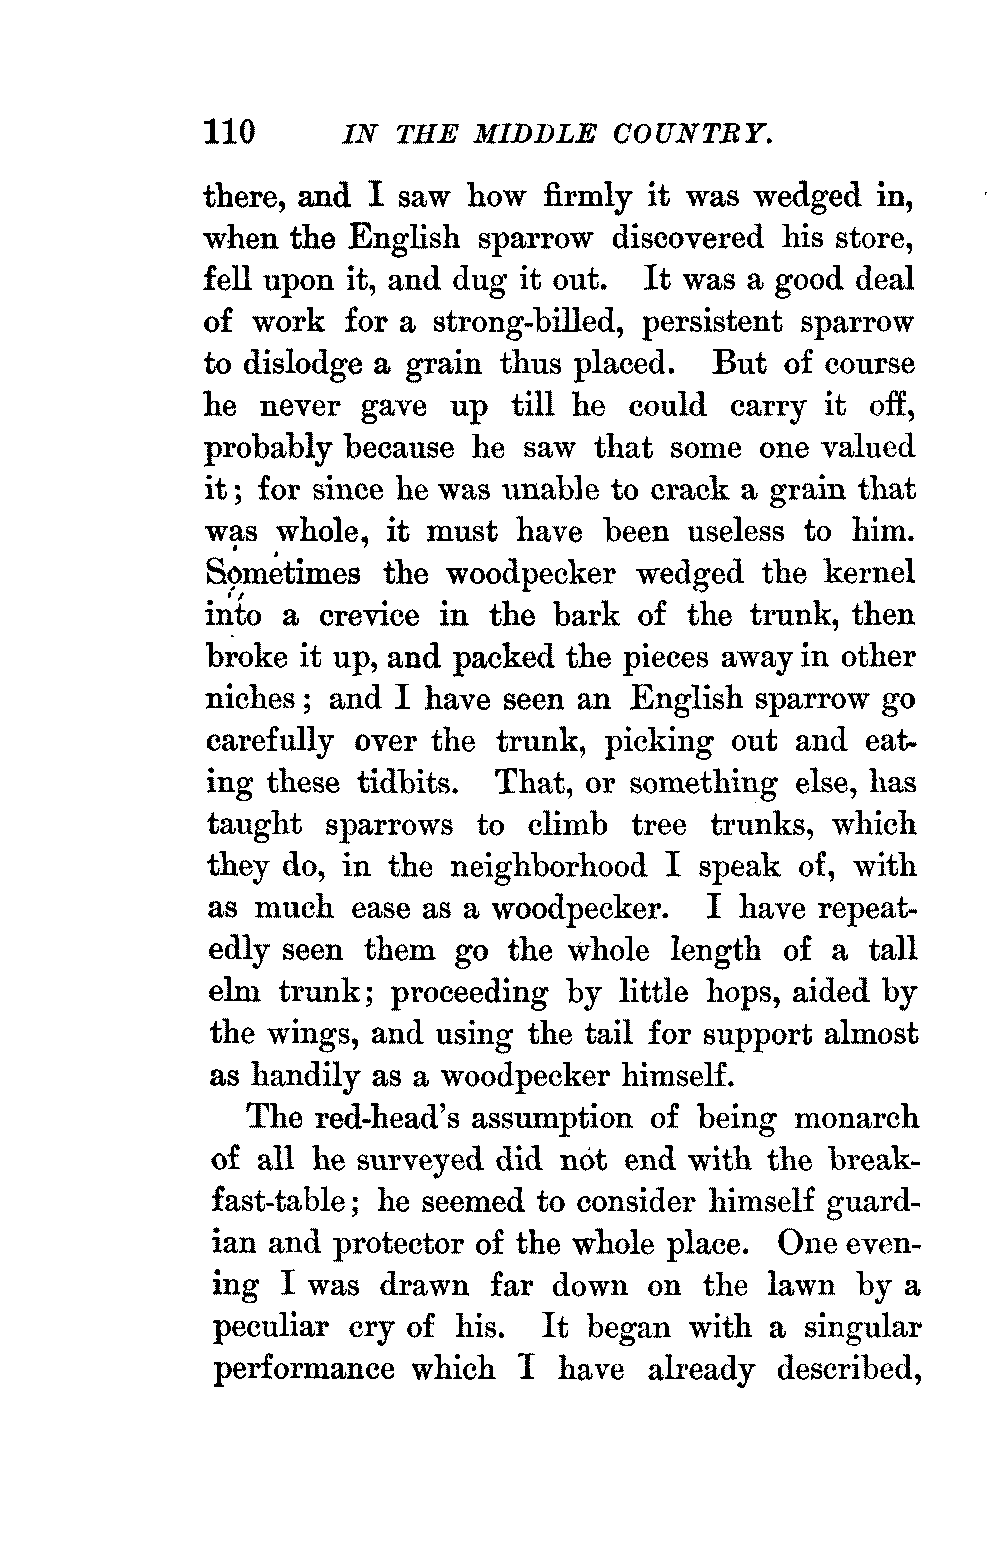 110 IN THE MIDDLE COUNTRY.
there, and I saw how firmly it was wedged in,
when the English sparrow discovered his store,
fell upon it, and dug it out. It was a good deal
of work for a strong-billed, persistent sparrow
to dislodge a grain thus placed. But of course
he never gave up till he could carry it off,
probably because he saw that some one valued
it; for since he was unable to crack a grain that
was whole, it must have been useless to him.
Sometimes the woodpecker wedged the kernel
into a crevice in the bark of the trunk, then
broke it up, and packed the pieces away in other
niches; and I have seen an English sparrow go
carefully over the trunk, picking out and eat-
ing these tidbits. That, or something else, has
taught sparrows to climb tree trunks, which
they do, in the neighborhood I speak of, with
as much ease as a woodpecker. I have repeat-
edly seen them go the whole length of a tall
elm trunk; proceeding by little hops, aided by
the wings, and using the tail for support almost
as handily as a woodpecker himself.
The red-head's assumption of being monarch
of all he surveyed did not end with the break-
fast-table; he seemed to consider himself guard-
ian and protector of the whole place. One even-
ing I was drawn far down on the lawn by a
peculiar cry of his. It began with a singular
performance which I have already described,